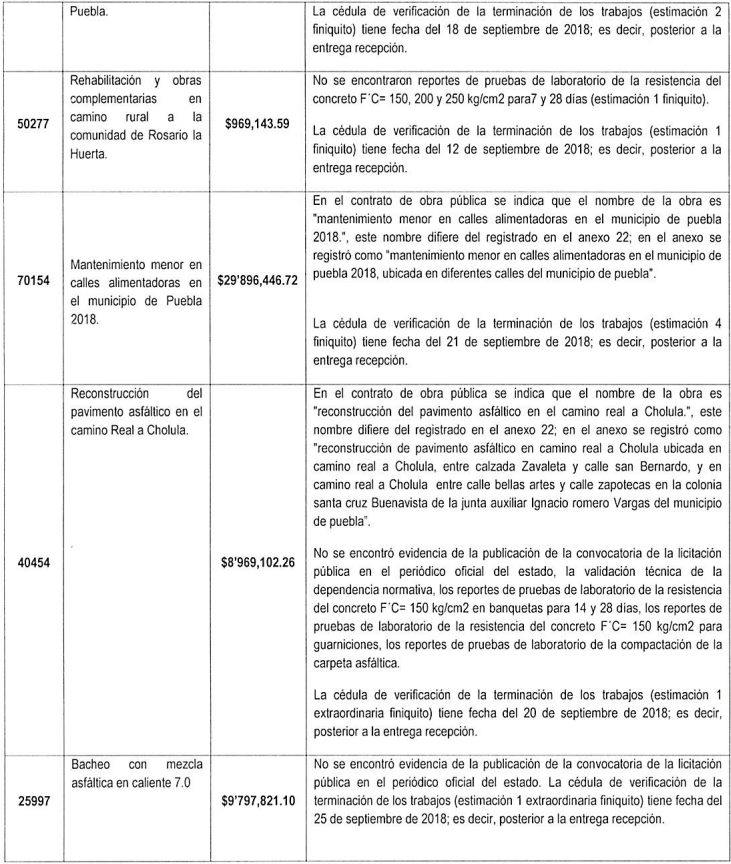 Puebla.
La cédula de verificación de la terminación de los trabajos (estimación 2
finiquito) tiene fecha del 18 de septiembre de 2018; es decir, posterior a la
entrega recepción.
50277
Rehabilitación y obras
complementarias en
camino rural a la
comunidad de Rosario la
Huerta.
$969,143.59
No se encontraron reportes de pruebas de laboratorio de la resistencia del
concreto F´C= 150, 200 y 250 kg/cm2 para7 y 28 días (estimación 1 finiquito).
La cédula de verificación de la terminación de los trabajos (estimación 1
finiquito) tiene fecha del 12 de septiembre de 2018; es decir, posterior a la
entrega recepción.
70154
Mantenimiento menor en
calles alimentadoras en
el municipio de Puebla
2018.
$29'896,446.72
En el contrato de obra pública se indica que el nombre de la obra es
"mantenimiento menor en calles alimentadoras en el municipio de puebla
2018.", este nombre difiere del registrado en el anexo 22; en el anexo se
registró como "mantenimiento menor en calles alimentadoras en el municipio de
puebla 2018, ubicada en diferentes calles del municipio de puebla".
La cédula de verificación de la terminación de los trabajos (estimación 4
finiquito) tiene fecha del 21 de septiembre de 2018; es decir, posterior a la
entrega recepción.
40454
Reconstrucción del
pavimento asfáltico en el
camino Real a Cholula.
$8'969,102.26
En el contrato de obra pública se indica que el nombre de la obra es
"reconstrucción del pavimento asfáltico en el camino real a Cholula.", este
nombre difiere del registrado en el anexo 22; en el anexo se registró como
"reconstrucción de pavimento asfáltico en camino real a Cholula ubicada en
camino real a Cholula, entre calzada Zavaleta y calle san Bernardo, y en
camino real a Cholula entre calle bellas artes y calle zapotecas en la colonia
santa cruz Buenavista de la junta auxiliar Ignacio romero Vargas del municipio
de puebla".
No se encontró evidencia de la publicación de la convocatoria de la licitación
pública en el periódico oficial del estado, la validación técnica de la
dependencia normativa, los reportes de pruebas de laboratorio de la resistencia
del concreto F´C= 150 kg/cm2 en banquetas para 14 y 28 días, los reportes de
pruebas de laboratorio de la resistencia del concreto F´C= 150 kg/cm2 para
guarniciones, los reportes de pruebas de laboratorio de la compactación de la
carpeta asfáltica.
La cédula de verificación de la terminación de los trabajos (estimación 1
extraordinaria finiquito) tiene fecha del 20 de septiembre de 2018; es decir,
posterior a la entrega recepción.
25997
Bacheo con mezcla
asfáltica en caliente 7.0
$9'797,821.10
No se encontró evidencia de la publicación de la convocatoria de la licitación
pública en el periódico oficial del estado. La cédula de verificación de la
terminación de los trabajos (estimación 1 extraordinaria finiquito) tiene fecha del
25 de septiembre de 2018; es decir, posterior a la entrega recepción.